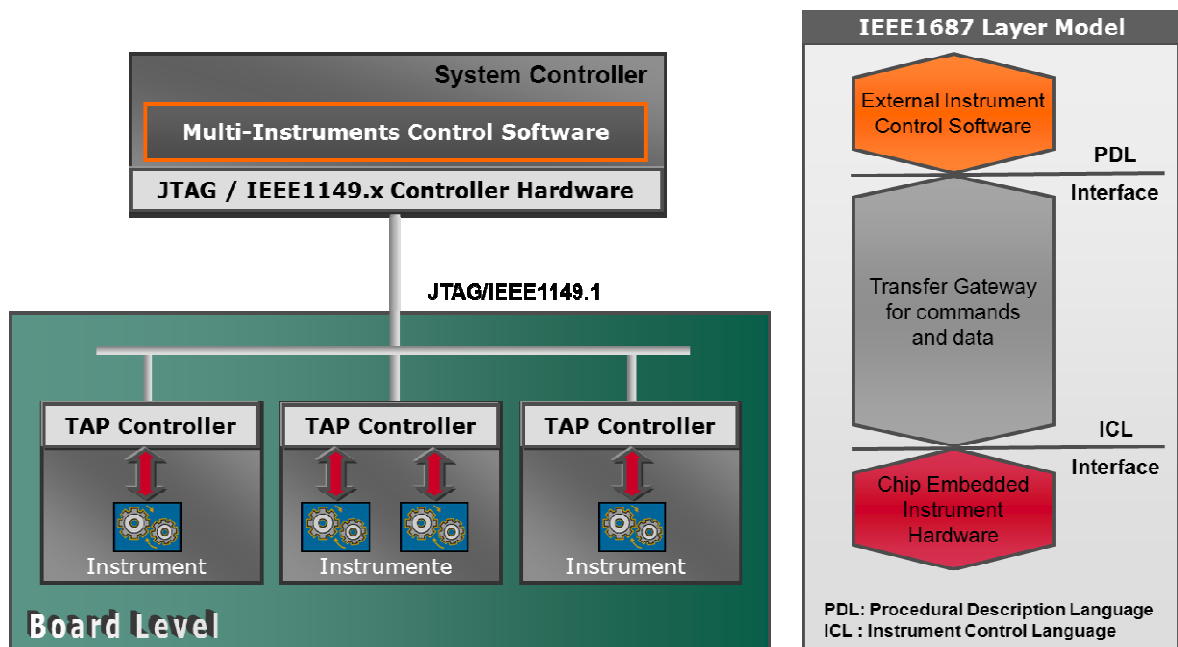 System Controller
Multi-Instruments Control Software
JTAG / IEEE1149.x Controller Hardware
JTAG/IEEE1149.1
TAP Controller
Instrument
TAP Controller
Instrumente
TAP Controller
Instrument
Board Level
IEEE1687 Layer Model
External Instrument
Control Software
PDL
Interface
Transfer Gateway
for commands
and data
ICL
Interface
Chip Embedded
Instrument
Hardware
PDL: Procedural Description Language
ICL : Instrument Control Language